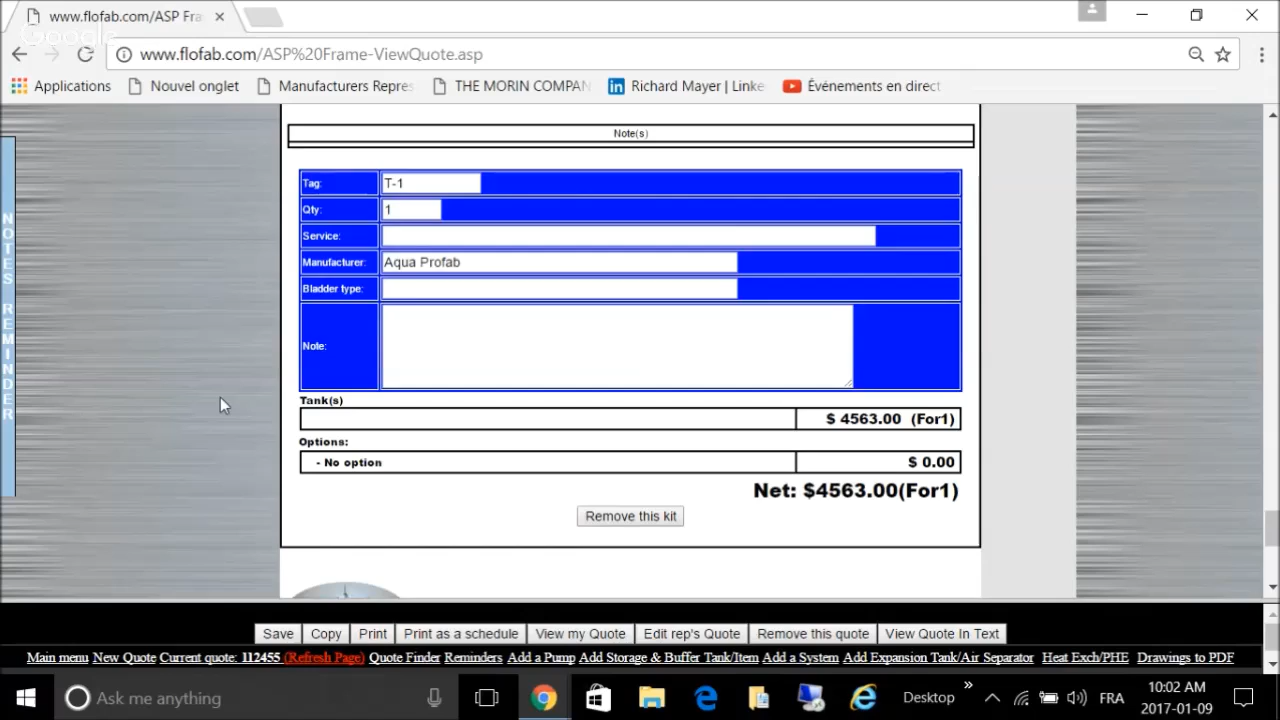 www.flofab.com/ASP Fra
Google
www.flofab.com/ASP%20Frame-ViewQuote.asp
Applications Nouvel onglet Manufacturers Repres THE MORIN COMPAN Richard Mayer | Linke Événements en direct
Note(s)
Tag: T-1
Qty: 1
Service:
Manufacturer: Aqua Profab
Bladder type:
Note:
NOTES REMINDER
Tank(s)
$ 4563.00 (For1)
Options:
- No option $ 0.00
Net: $4563.00(For1)
Remove this kit
Save Copy Print Print as a schedule View my Quote Edit rep's Quote Remove this quote View Quote In Text
Main menu New Quote Current quote: 112455 (Refresh Page) Quote Finder Reminders Add a Pump Add Storage & Buffer Tank/Item Add a System Add Expansion Tank/Air Separator Heat Exch/PHE Drawings to PDF
Ask me anything Desktop FRA 10:02 AM
2017-01-09